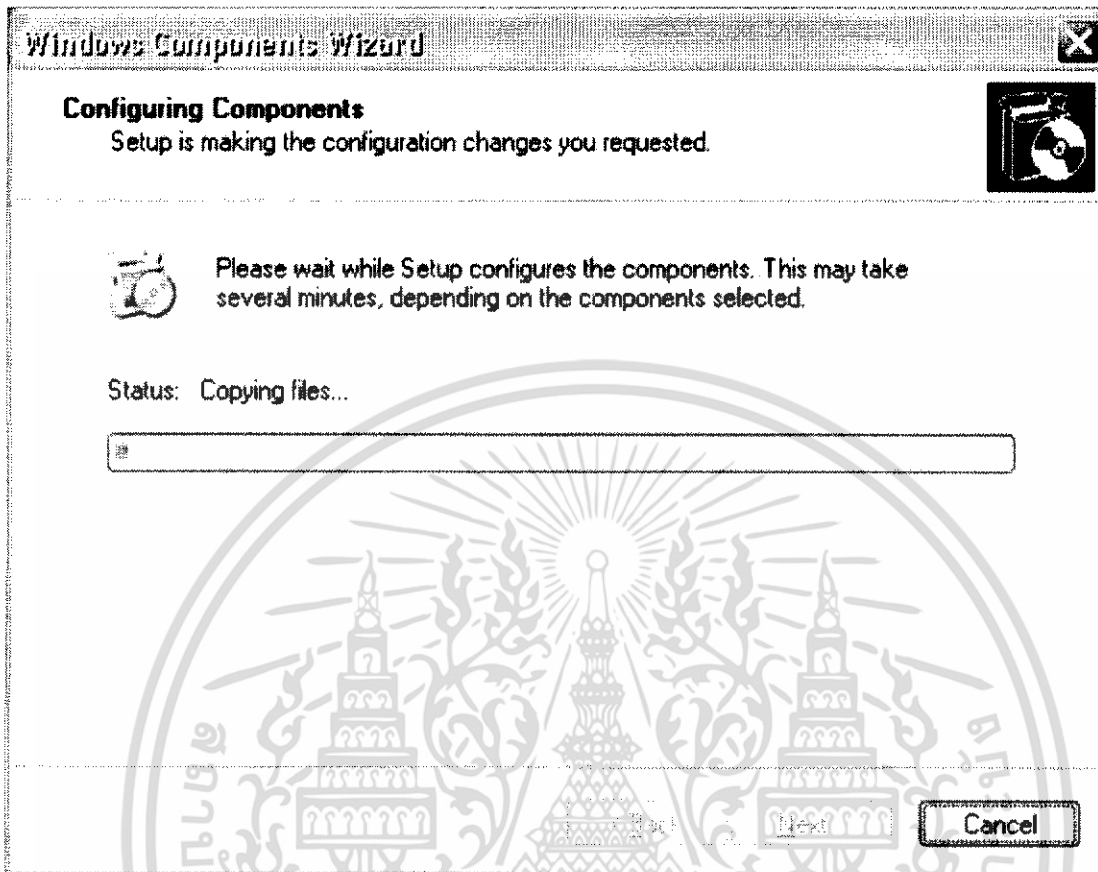 Windows Components Wizard
Configuring Components
Setup is making the configuration changes you requested.
Please wait while Setup configures the components. This may take
several minutes, depending on the components selected.
Status: Copying files...
< Back
Next
Cancel